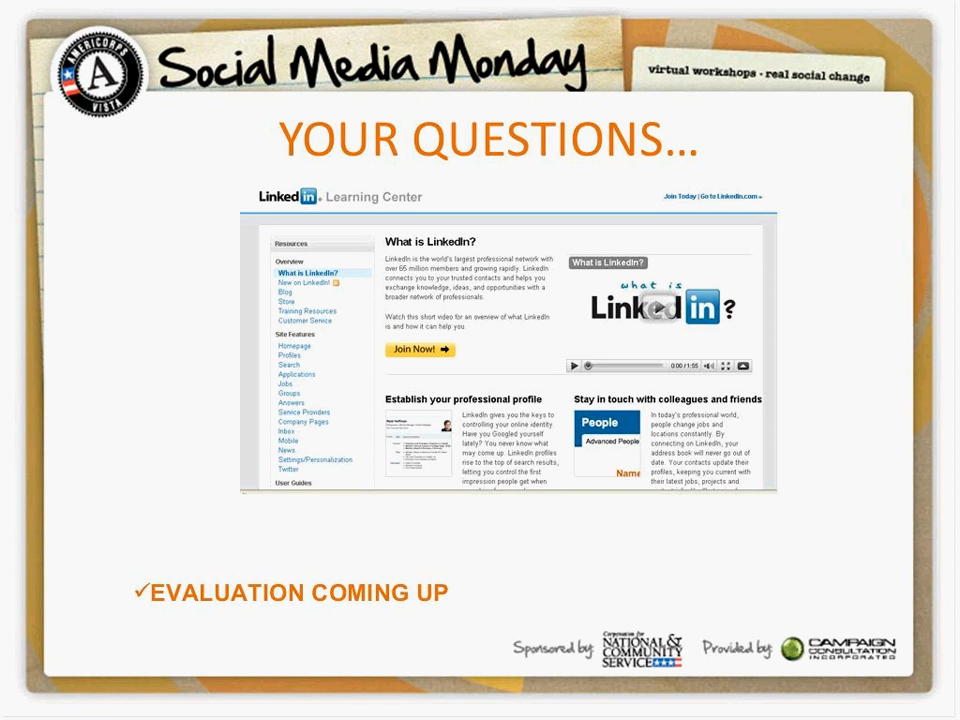 AMERICORPS
A
VISTA
Social Media Monday
virtual workshops · real social change
YOUR QUESTIONS…
Linked in. Learning Center
Join Today | Go to LinkedIn.com »
Resources
Overview
What is LinkedIn?
New on LinkedIn!
Blog
Store
Training Resources
Customer Service
Site Features
Homepage
Profiles
Search
Applications
Jobs
Groups
Answers
Service Providers
Company Pages
Inbox
Mobile
News
Settings/Personalization
Twitter
User Guides
What is LinkedIn?
LinkedIn is the world's largest professional network with
over 65 million members and growing rapidly. LinkedIn
connects you to your trusted contacts and helps you
exchange knowledge, ideas, and opportunities with a
broader network of professionals.
Watch this short video for an overview of what LinkedIn
is and how it can help you.
Join Now!
What is LinkedIn?
what is
Linked in ?
0:00 / 1:55
Establish your professional profile
LinkedIn gives you the keys to
controlling your online identity.
Have you Googled yourself
lately? You never know what
may come up. LinkedIn profiles
rise to the top of search results,
letting you control the first
impression people get when
Stay in touch with colleagues and friends
People
Advanced People
Name
In today's professional world,
people change jobs and
locations constantly. By
connecting on LinkedIn, your
address book will never go out of
date. Your contacts update their
profiles, keeping you current with
their latest jobs, projects and
✓EVALUATION COMING UP
Sponsored by:
Corporation for
NATIONAL &
COMMUNITY
SERVICE
Provided by:
CAMPAIGN
CONSULTATION
INCORPORATED